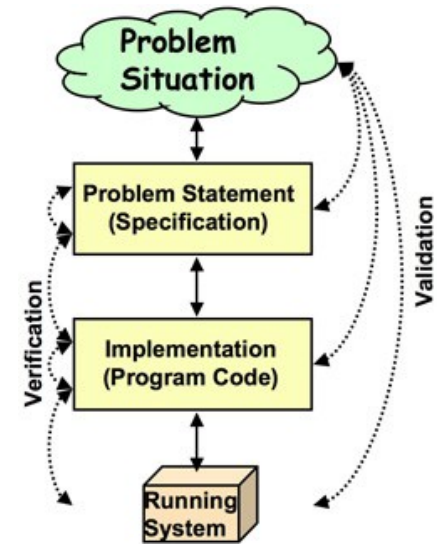 Problem
Situation
Problem Statement
(Specification)
Validation
Verification
Implementation
(Program Code)
Running
System